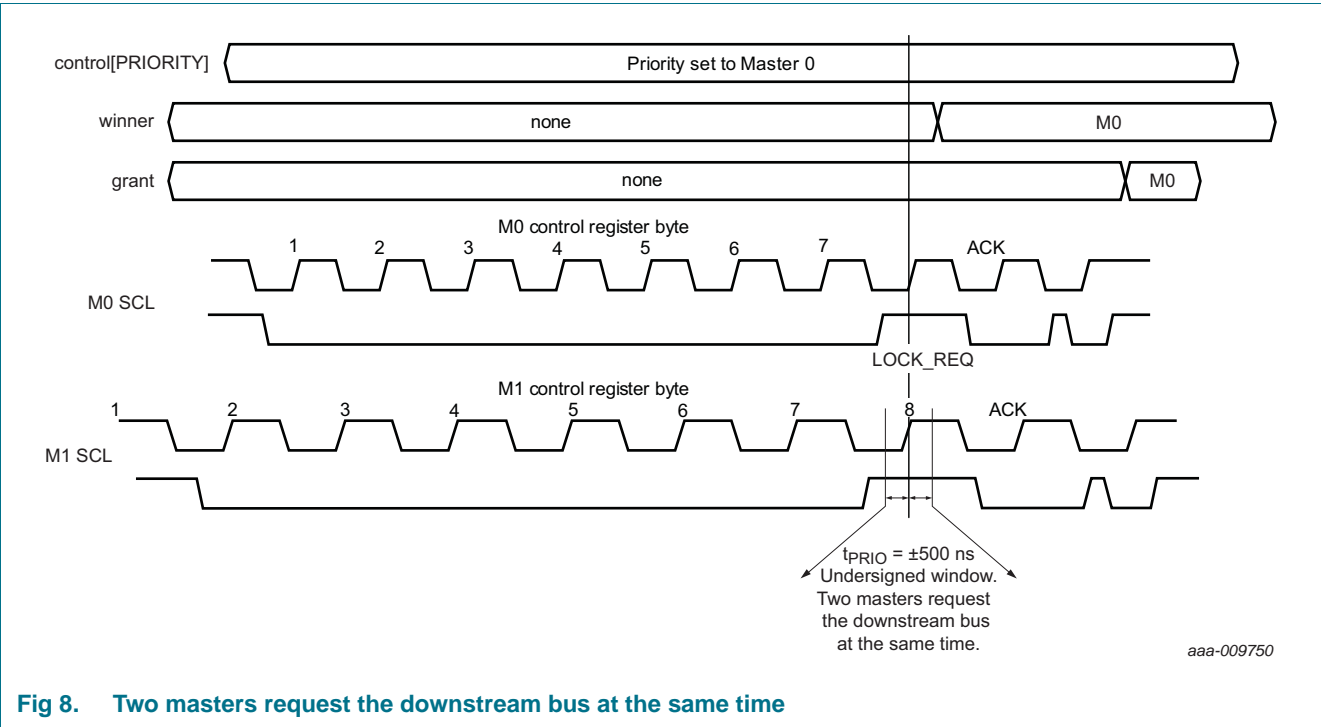 control[PRIORITY]
Priority set to Master 0
winner
none
M0
grant
none
M0
M0 control register byte
1 2 3 4 5 6 7 ACK
M0 SCL
LOCK_REQ
M1 control register byte
1 2 3 4 5 6 7 8 ACK
M1 SCL
tPRIO = ±500 ns
Undersigned window.
Two masters request
the downstream bus
at the same time.
aaa-009750
Fig 8. Two masters request the downstream bus at the same time